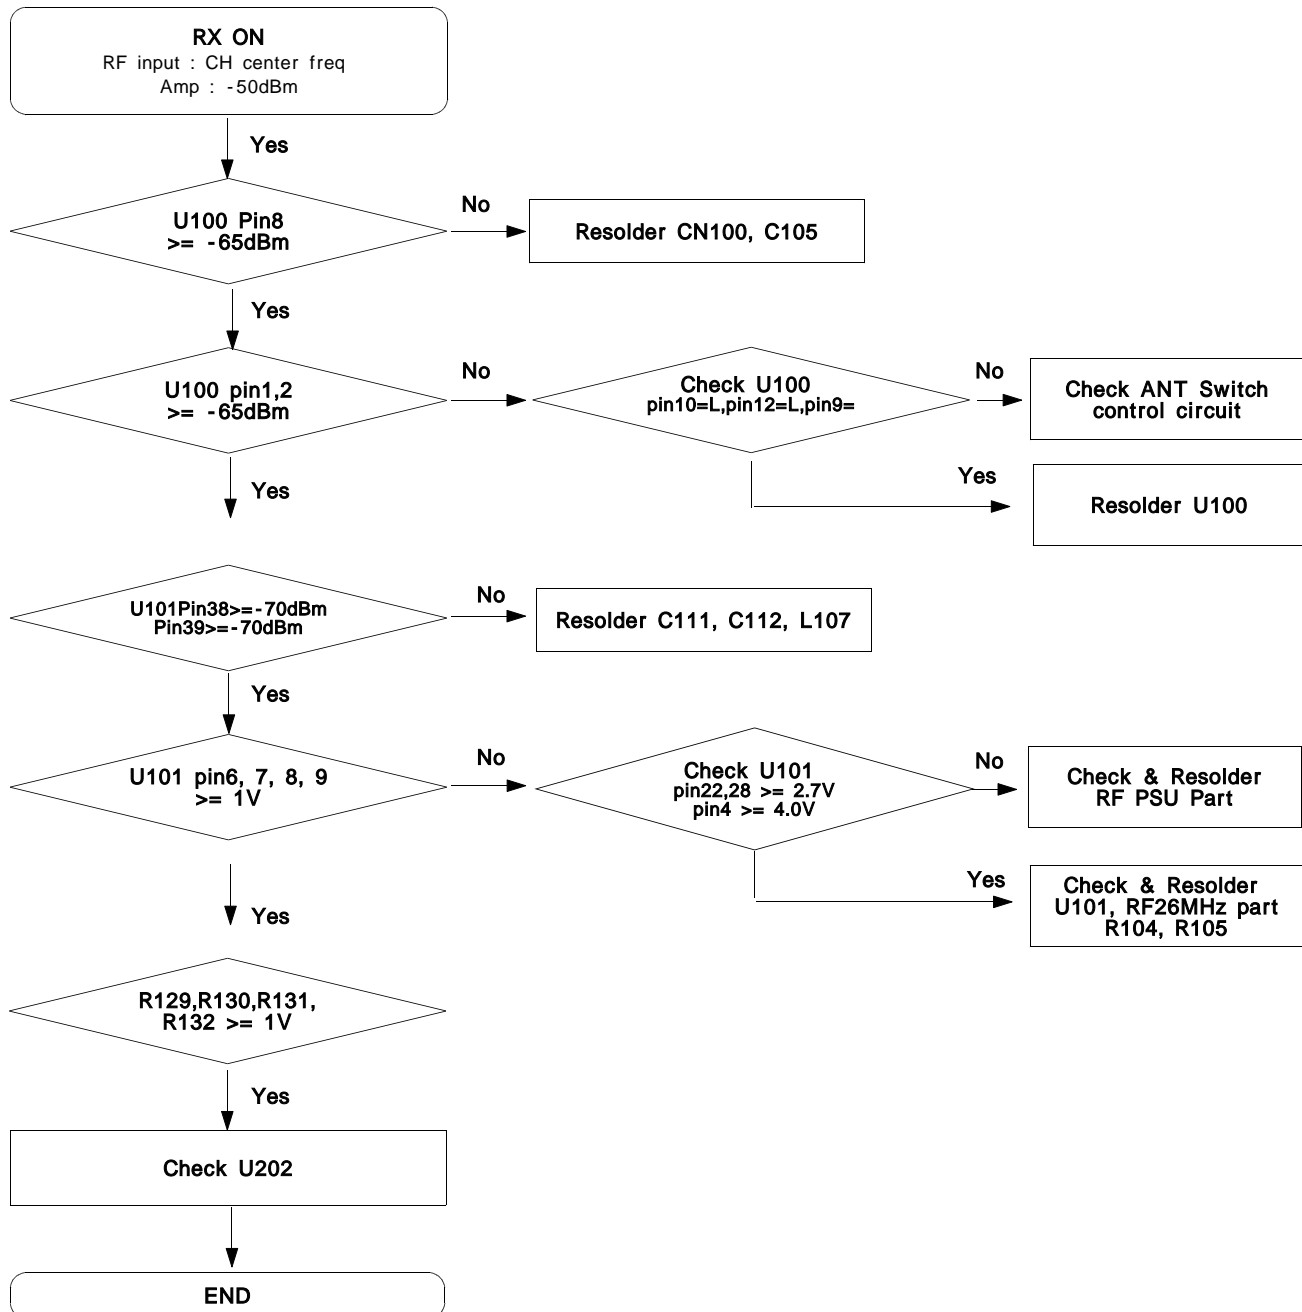 RX ON
RF input : CH center freq
Amp : -50dBm
Yes
U100 Pin8
>= -65dBm
No
Resolder CN100, C105
Yes
U100 pin1,2
>= -65dBm
No
Check U100
pin10=L,pin12=L,pin9=
No
Check ANT Switch
control circuit
Yes
Yes
Resolder U100
U101Pin38>=-70dBm
Pin39>=-70dBm
No
Resolder C111, C112, L107
Yes
U101 pin6, 7, 8, 9
>= 1V
No
Check U101
pin22,28 >= 2.7V
pin4 >= 4.0V
No
Check & Resolder
RF PSU Part
Yes
Yes
Check & Resolder
U101, RF26MHz part
R104, R105
R129,R130,R131,
R132 >= 1V
Yes
Check U202
END